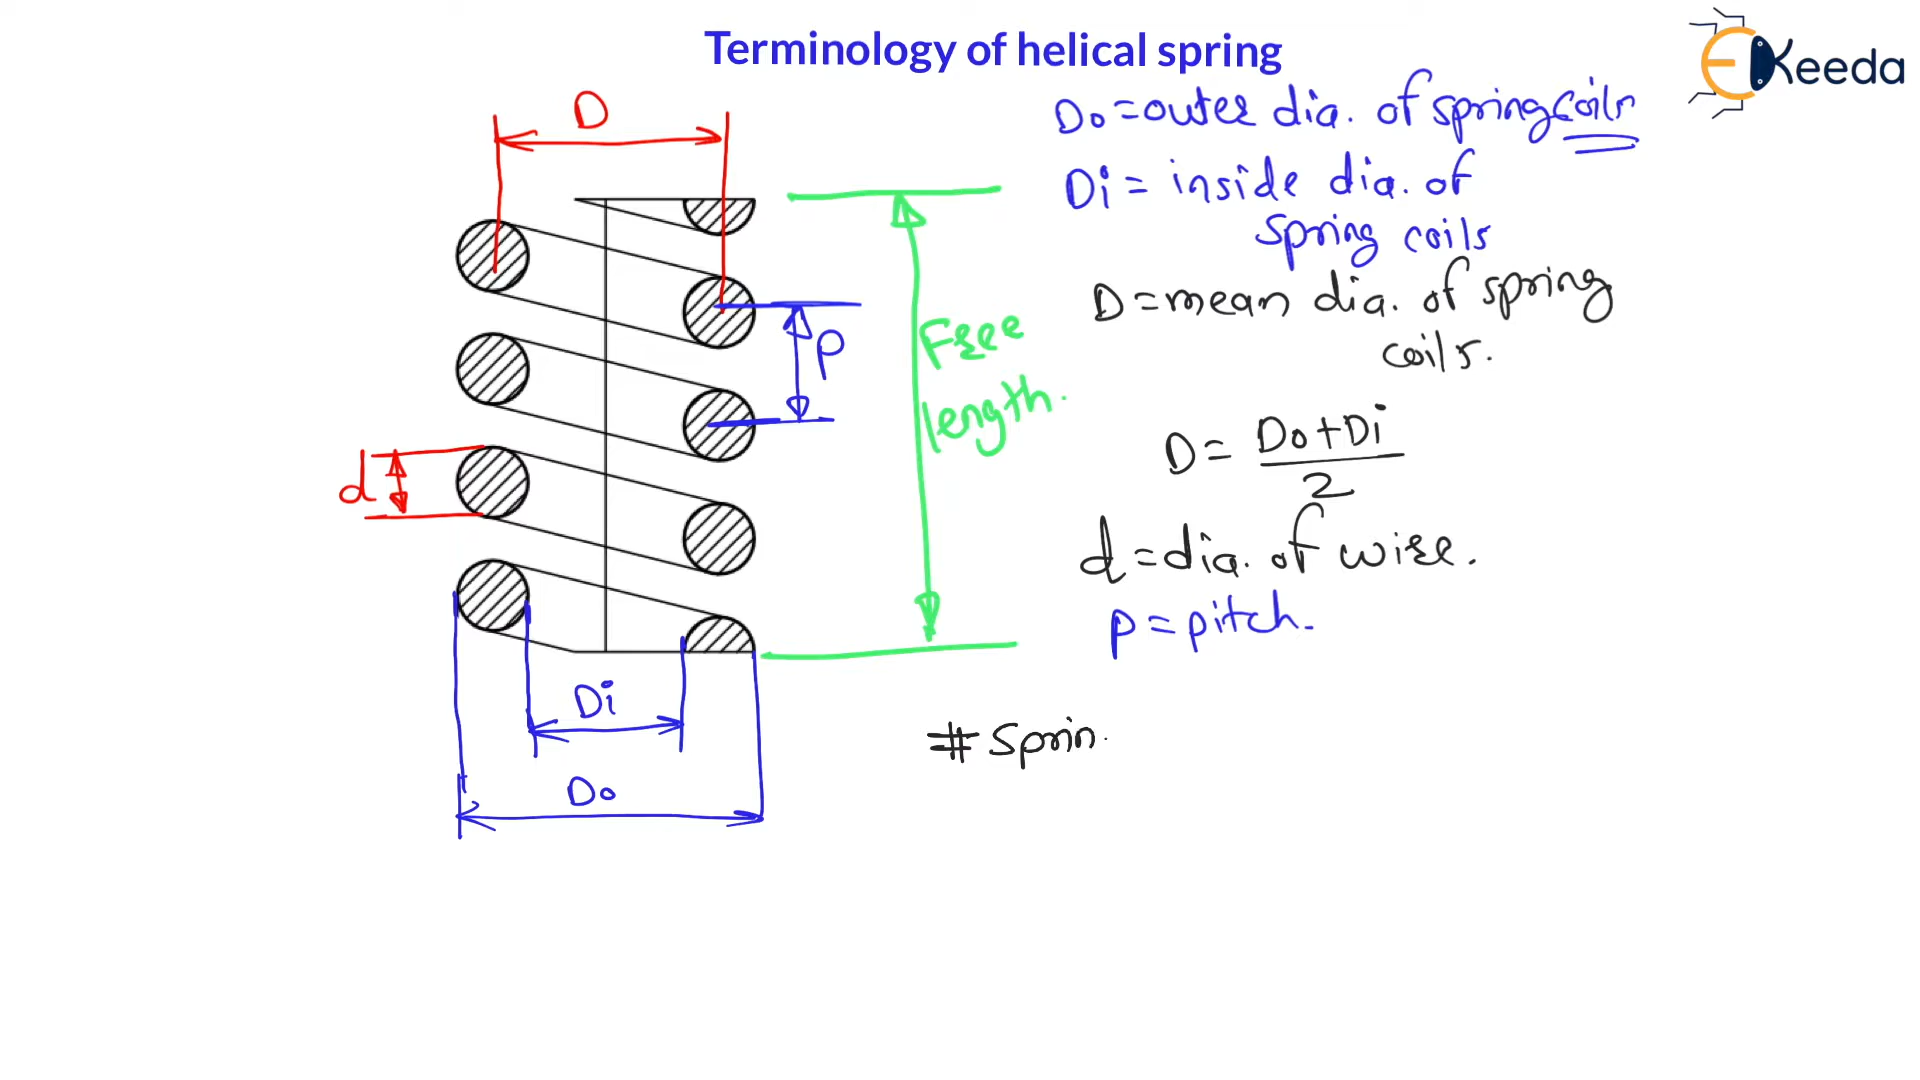 Terminology of helical spring
EKeeda
D
Do = outer dia. of spring coils
Di = inside dia. of
spring coils
D = mean dia. of spring
coils.
P
Free
length.
D = Do+Di
2
d
d = dia. of wire.
p = pitch.
Di
# Sprin.
Do